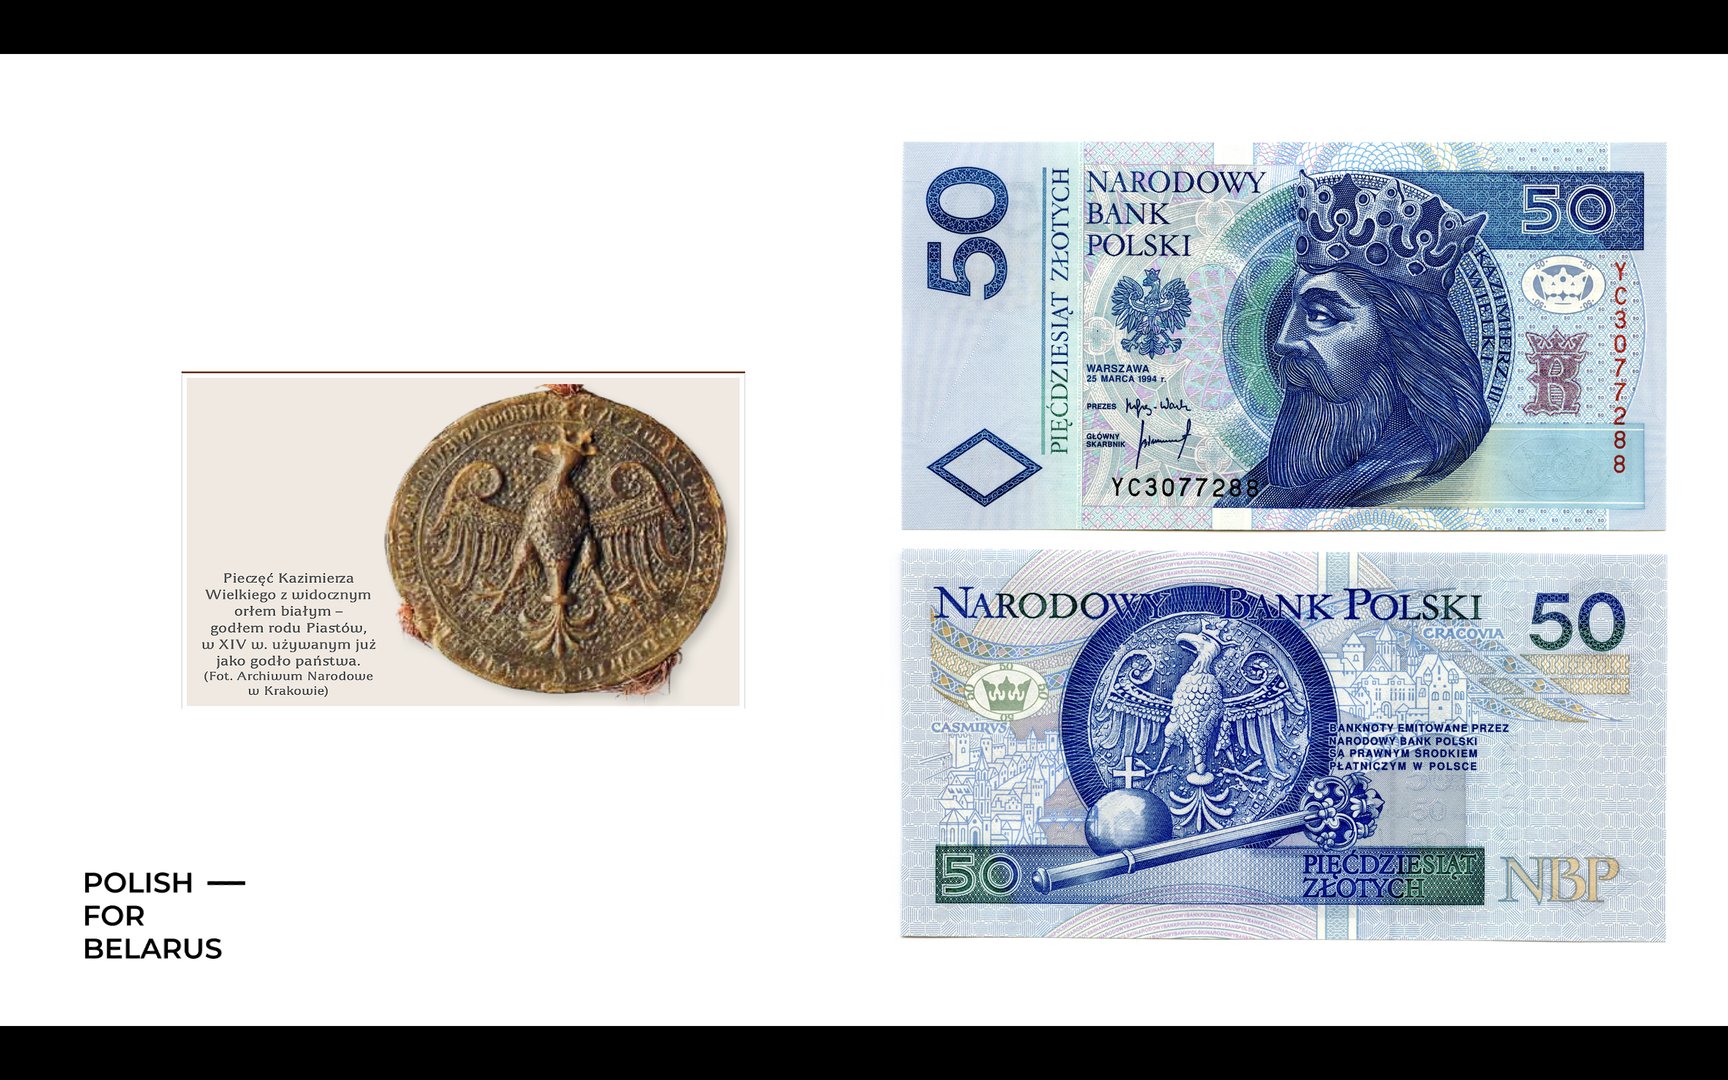 Pieczęć Kazimierza
Wielkiego z widocznym
orłem białym –
godłem rodu Piastów,
w XIV w. używanym już
jako godło państwa.
(Fot. Archiwum Narodowe
w Krakowie)
POLISH —
FOR
BELARUS
50
PIĘĆDZIESIĄT ZŁOTYCH
NARODOWY
BANK
POLSKI
WARSZAWA
25 MARCA 1994 r.
PREZES
GŁÓWNY
SKARBNIK
YC3077288
KAZIMIERZ III
WIELKI
50
YC3077288
NARODOWY BANK POLSKI
50
CRACOVIA
CASMIRVS
BANKNOTY EMITOWANE PRZEZ
NARODOWY BANK POLSKI
SĄ PRAWNYM ŚRODKIEM
PŁATNICZYM W POLSCE
50
PIĘĆDZIESIĄT
ZŁOTYCH
NBP